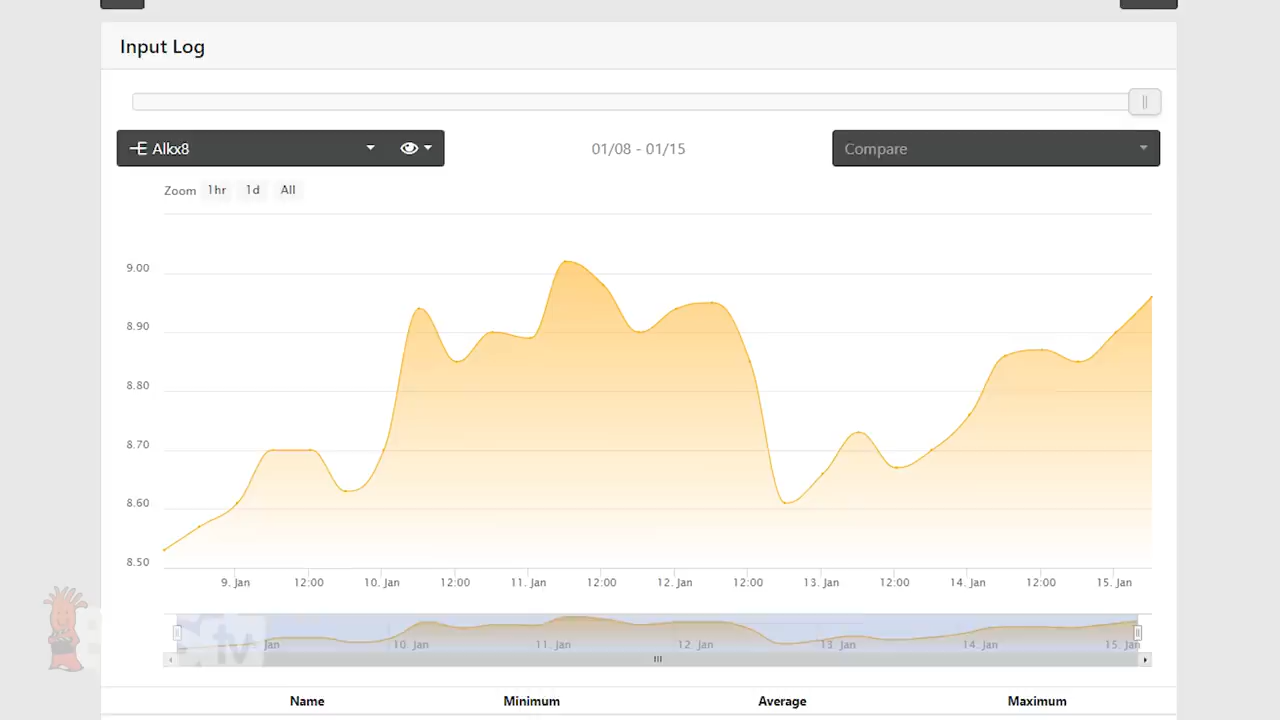 Input Log
Alkx8
01/08 - 01/15
Compare
Zoom 1hr 1d All
9.00
8.90
8.80
8.70
8.60
8.50
9. Jan 12:00 10. Jan 12:00 11. Jan 12:00 12. Jan 12:00 13. Jan 12:00 14. Jan 12:00 15. Jan
Jan 10. Jan 11. Jan 12. Jan 13. Jan 14. Jan 15. Jan
tv
Name Minimum Average Maximum